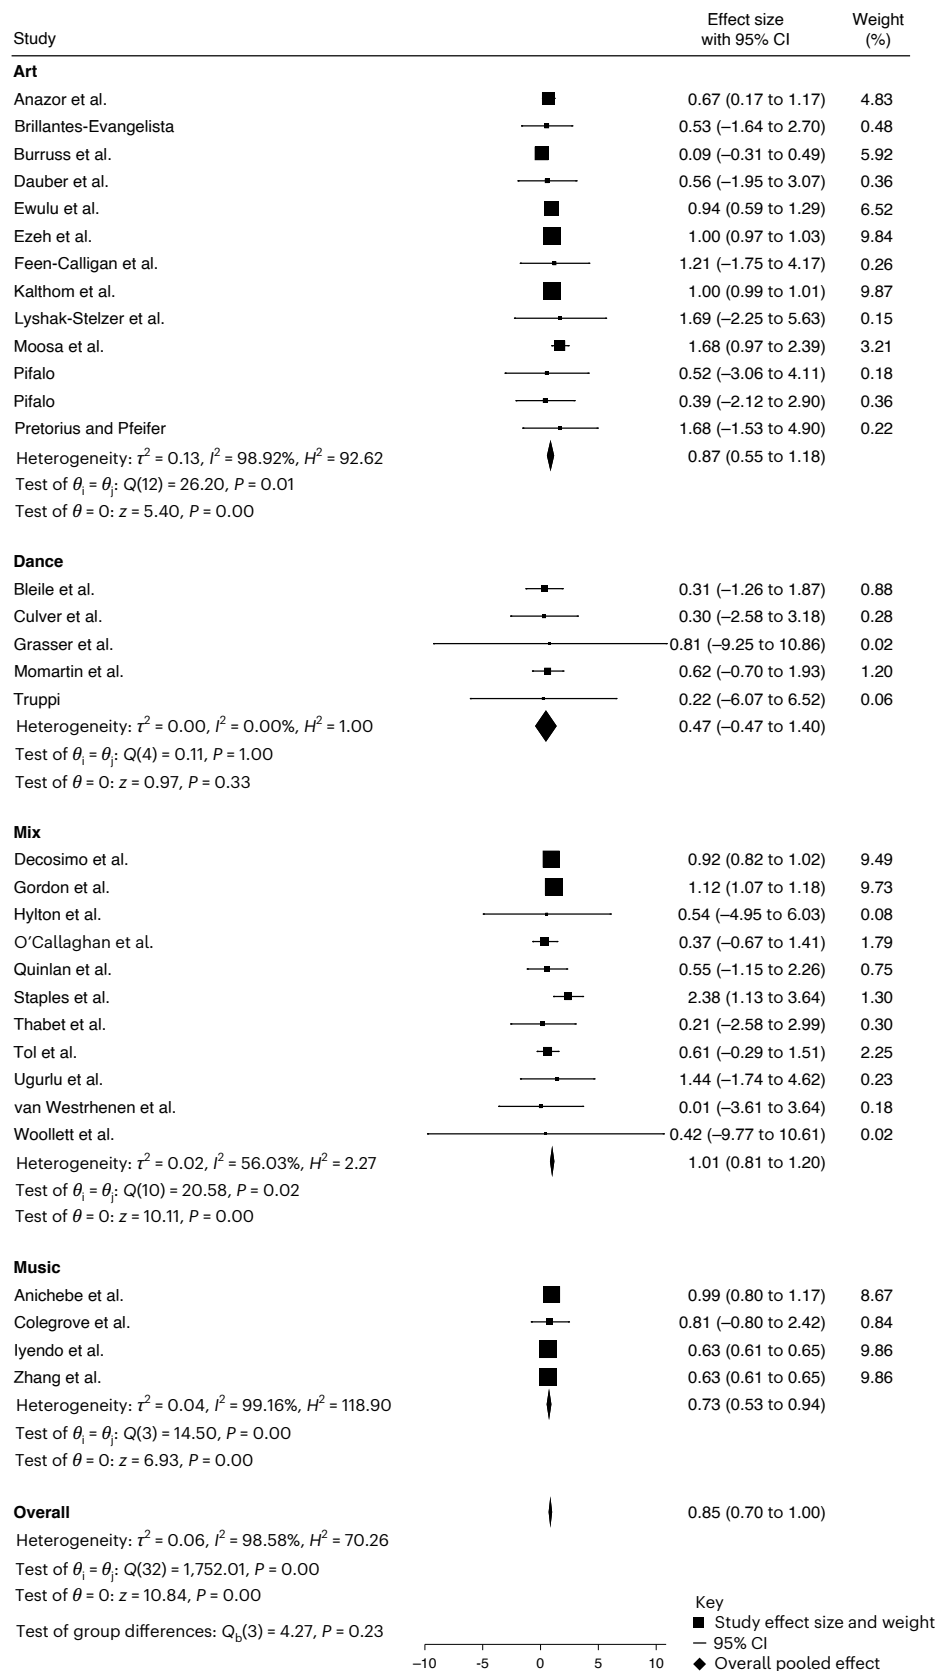 Effect size Weight
Study with 95% CI (%)
Art
Anazor et al. 0.67 (0.17 to 1.17) 4.83
Brillantes-Evangelista 0.53 (–1.64 to 2.70) 0.48
Burruss et al. 0.09 (–0.31 to 0.49) 5.92
Dauber et al. 0.56 (–1.95 to 3.07) 0.36
Ewulu et al. 0.94 (0.59 to 1.29) 6.52
Ezeh et al. 1.00 (0.97 to 1.03) 9.84
Feen-Calligan et al. 1.21 (–1.75 to 4.17) 0.26
Kalthom et al. 1.00 (0.99 to 1.01) 9.87
Lyshak-Stelzer et al. 1.69 (–2.25 to 5.63) 0.15
Moosa et al. 1.68 (0.97 to 2.39) 3.21
Pifalo 0.52 (–3.06 to 4.11) 0.18
Pifalo 0.39 (–2.12 to 2.90) 0.36
Pretorius and Pfeifer 1.68 (–1.53 to 4.90) 0.22
Heterogeneity: τ² = 0.13, I² = 98.92%, H² = 92.62 0.87 (0.55 to 1.18)
Test of θᵢ = θⱼ: Q(12) = 26.20, P = 0.01
Test of θ = 0: z = 5.40, P = 0.00
Dance
Bleile et al. 0.31 (–1.26 to 1.87) 0.88
Culver et al. 0.30 (–2.58 to 3.18) 0.28
Grasser et al. 0.81 (–9.25 to 10.86) 0.02
Momartin et al. 0.62 (–0.70 to 1.93) 1.20
Truppi 0.22 (–6.07 to 6.52) 0.06
Heterogeneity: τ² = 0.00, I² = 0.00%, H² = 1.00 0.47 (–0.47 to 1.40)
Test of θᵢ = θⱼ: Q(4) = 0.11, P = 1.00
Test of θ = 0: z = 0.97, P = 0.33
Mix
Decosimo et al. 0.92 (0.82 to 1.02) 9.49
Gordon et al. 1.12 (1.07 to 1.18) 9.73
Hylton et al. 0.54 (–4.95 to 6.03) 0.08
O’Callaghan et al. 0.37 (–0.67 to 1.41) 1.79
Quinlan et al. 0.55 (–1.15 to 2.26) 0.75
Staples et al. 2.38 (1.13 to 3.64) 1.30
Thabet et al. 0.21 (–2.58 to 2.99) 0.30
Tol et al. 0.61 (–0.29 to 1.51) 2.25
Ugurlu et al. 1.44 (–1.74 to 4.62) 0.23
van Westrhenen et al. 0.01 (–3.61 to 3.64) 0.18
Woollett et al. 0.42 (–9.77 to 10.61) 0.02
Heterogeneity: τ² = 0.02, I² = 56.03%, H² = 2.27 1.01 (0.81 to 1.20)
Test of θᵢ = θⱼ: Q(10) = 20.58, P = 0.02
Test of θ = 0: z = 10.11, P = 0.00
Music
Anichebe et al. 0.99 (0.80 to 1.17) 8.67
Colegrove et al. 0.81 (–0.80 to 2.42) 0.84
Iyendo et al. 0.63 (0.61 to 0.65) 9.86
Zhang et al. 0.63 (0.61 to 0.65) 9.86
Heterogeneity: τ² = 0.04, I² = 99.16%, H² = 118.90 0.73 (0.53 to 0.94)
Test of θᵢ = θⱼ: Q(3) = 14.50, P = 0.00
Test of θ = 0: z = 6.93, P = 0.00
Overall 0.85 (0.70 to 1.00)
Heterogeneity: τ² = 0.06, I² = 98.58%, H² = 70.26
Test of θᵢ = θⱼ: Q(32) = 1,752.01, P = 0.00
Test of θ = 0: z = 10.84, P = 0.00
Test of group differences: Q_b(3) = 4.27, P = 0.23
–10 -5 0 5 10
Key
Study effect size and weight
95% CI
Overall pooled effect